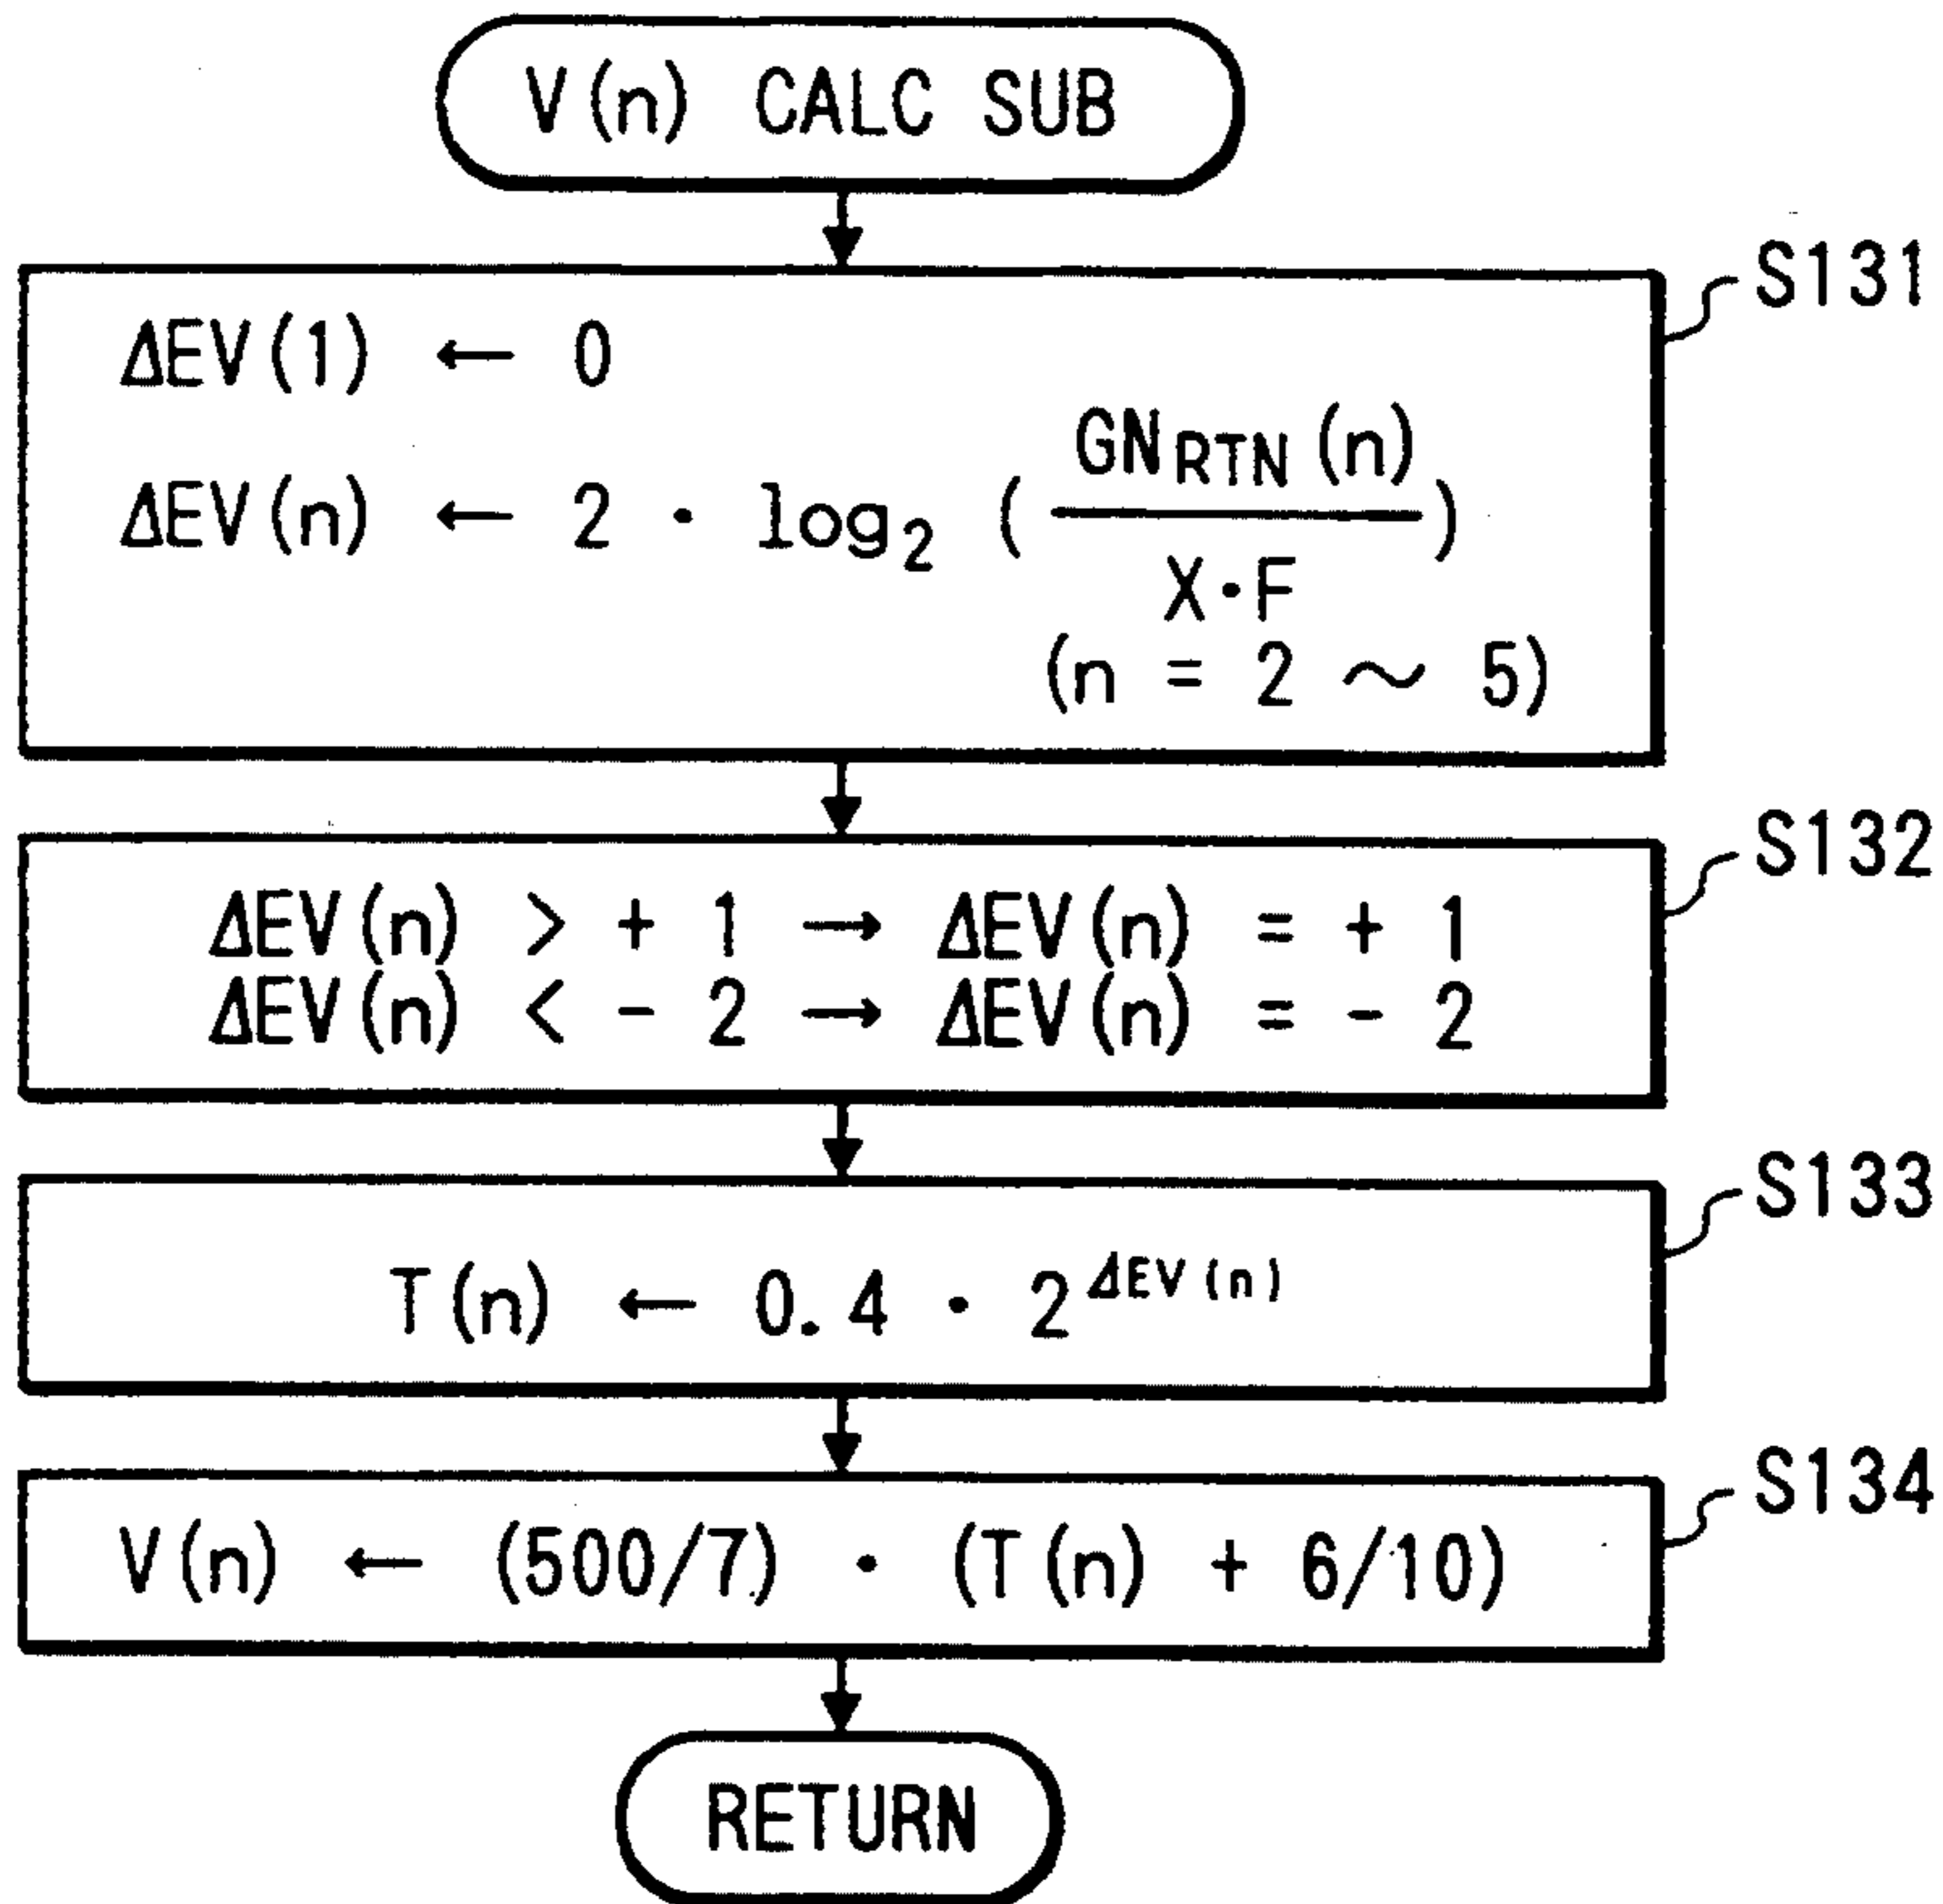 V(n) CALC SUB
S131
ΔEV(1) ← 0
ΔEV(n) ← 2 · log₂ (GN_RTN(n) / X·F)
(n = 2 ～ 5)
S132
ΔEV(n) > + 1 → ΔEV(n) = + 1
ΔEV(n) < - 2 → ΔEV(n) = - 2
S133
T(n) ← 0.4 · 2^ΔEV(n)
S134
V(n) ← (500/7) · (T(n) + 6/10)
RETURN